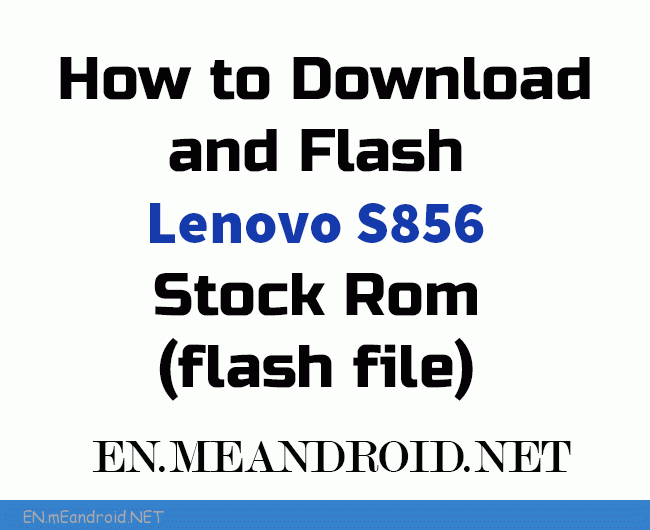 How to Download
and Flash
Lenovo S856
Stock Rom
(flash file)
EN.MEANDROID.NET
EN.mEandroid.NET